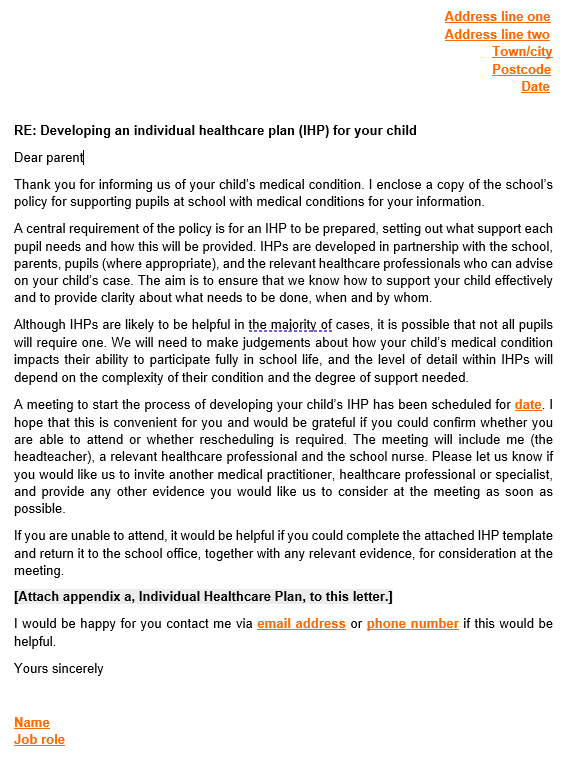 Address line one
Address line two
Town/city
Postcode
Date
RE: Developing an individual healthcare plan (IHP) for your child
Dear parent
Thank you for informing us of your child's medical condition. I enclose a copy of the school's
policy for supporting pupils at school with medical conditions for your information.
A central requirement of the policy is for an IHP to be prepared, setting out what support each
pupil needs and how this will be provided. IHPs are developed in partnership with the school,
parents, pupils (where appropriate), and the relevant healthcare professionals who can advise
on your child's case. The aim is to ensure that we know how to support your child effectively
and to provide clarity about what needs to be done, when and by whom.
Although IHPs are likely to be helpful in the majority of cases, it is possible that not all pupils
will require one. We will need to make judgements about how your child's medical condition
impacts their ability to participate fully in school life, and the level of detail within IHPs will
depend on the complexity of their condition and the degree of support needed.
A meeting to start the process of developing your child's IHP has been scheduled for date. I
hope that this is convenient for you and would be grateful if you could confirm whether you
are able to attend or whether rescheduling is required. The meeting will include me (the
headteacher), a relevant healthcare professional and the school nurse. Please let us know if
you would like us to invite another medical practitioner, healthcare professional or specialist,
and provide any other evidence you would like us to consider at the meeting as soon as
possible.
If you are unable to attend, it would be helpful if you could complete the attached IHP template
and return it to the school office, together with any relevant evidence, for consideration at the
meeting.
[Attach appendix a, Individual Healthcare Plan, to this letter.]
I would be happy for you contact me via email address or phone number if this would be
helpful.
Yours sincerely
Name
Job role